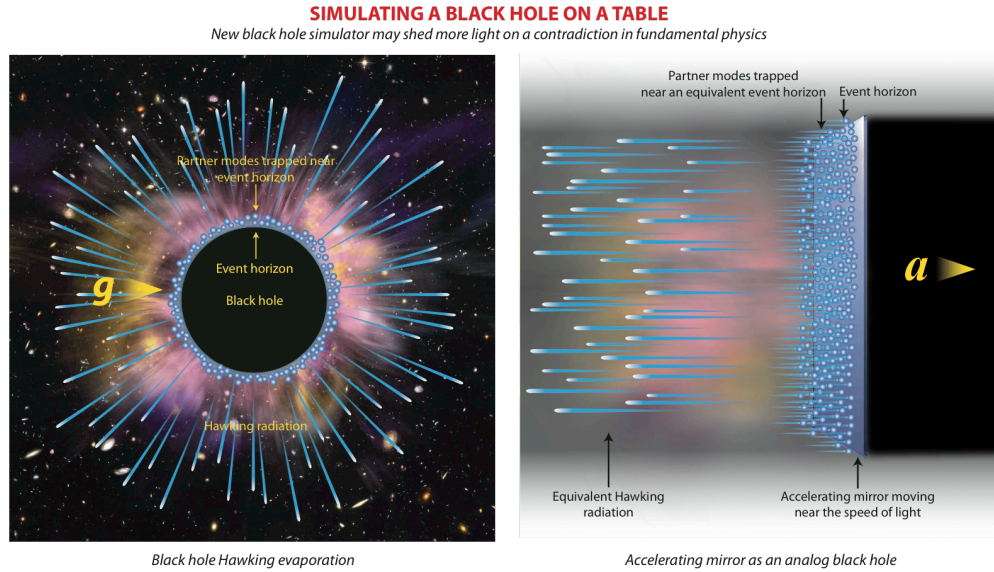 SIMULATING A BLACK HOLE ON A TABLE
New black hole simulator may shed more light on a contradiction in fundamental physics
Partner modes trapped near
event horizon
Event horizon
g
Black hole
Hawking radiation
Black hole Hawking evaporation
Partner modes trapped
near an equivalent event horizon
Event horizon
a
Equivalent Hawking
radiation
Accelerating mirror moving
near the speed of light
Accelerating mirror as an analog black hole